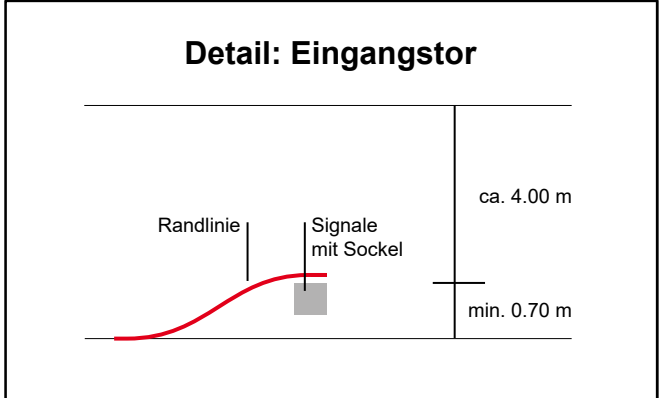 Detail: Eingangstor
ca. 4.00 m
Randlinie
Signale
mit Sockel
min. 0.70 m